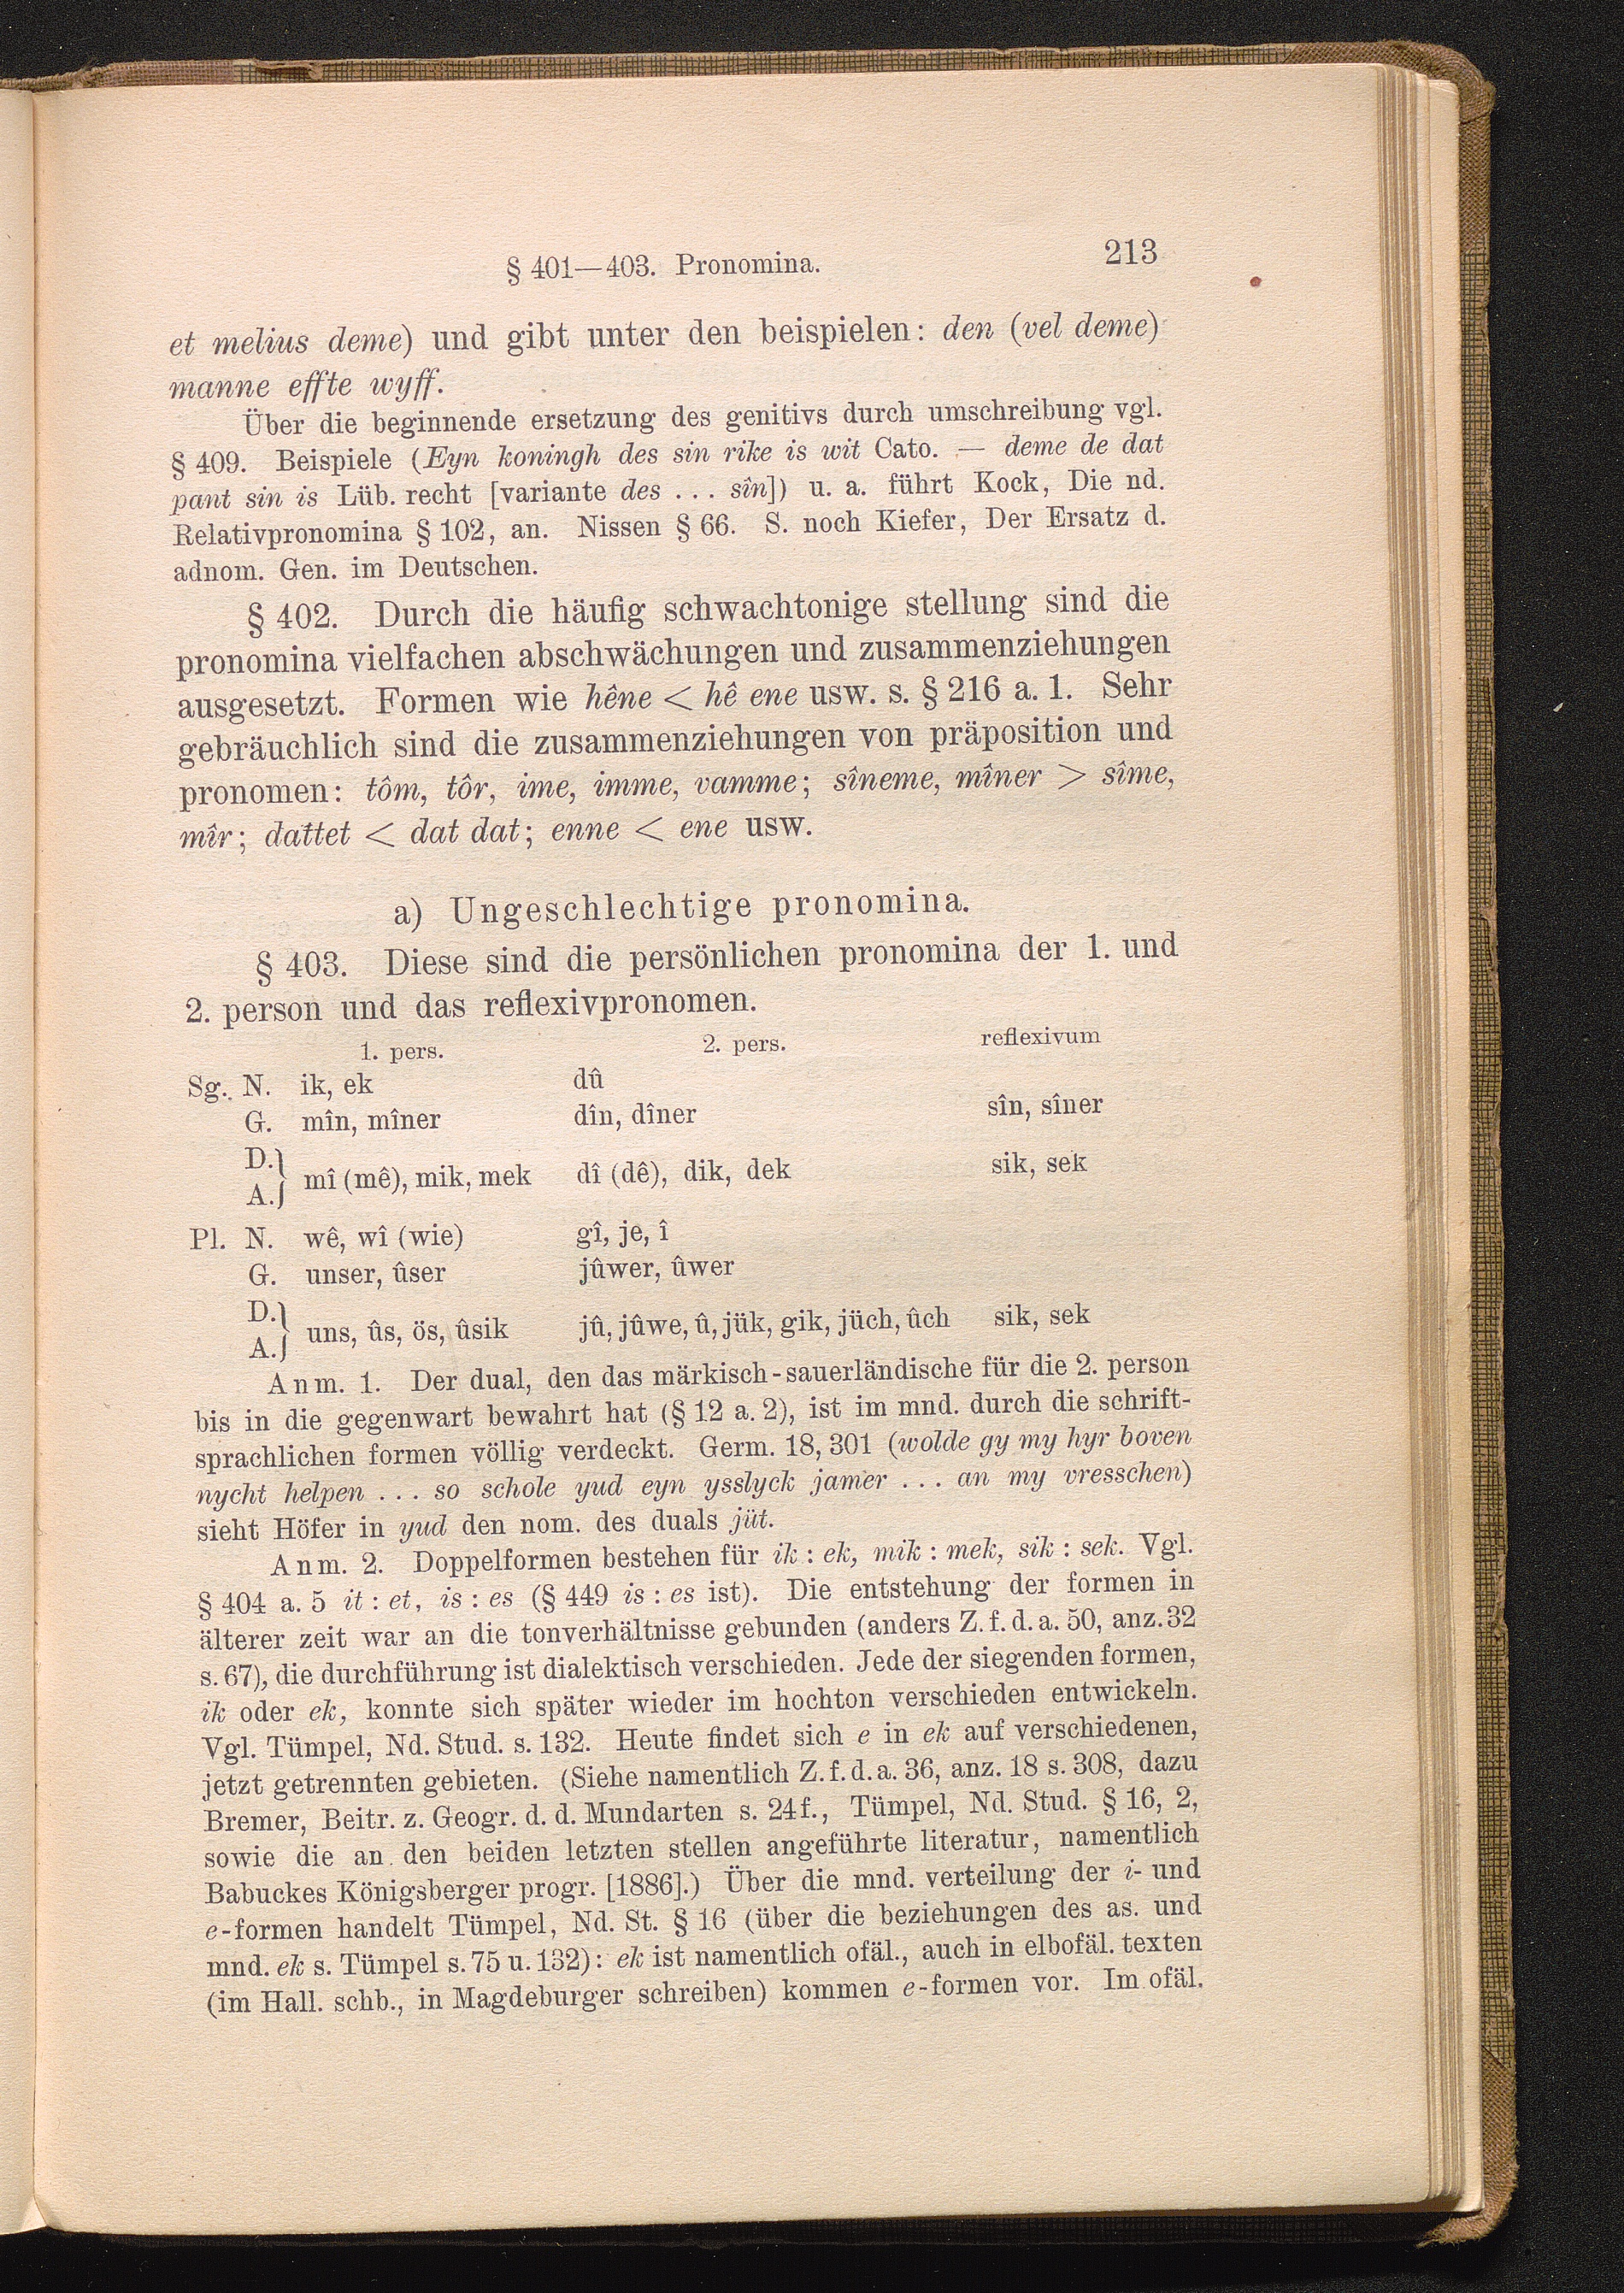 § 401—403. Pronomina. 213
et melius deme) und gibt unter den beispielen: den (vel deme)
manne effte wyff.
Über die beginnende ersetzung des genitivs durch umschreibung vgl.
§ 409. Beispiele (Eyn koningh des sin rike is wit Cato. — deme de dat
pant sin is Lüb. recht [variante des ... sîn]) u. a. führt Kock, Die nd.
Relativpronomina § 102, an. Nissen § 66. S. noch Kiefer, Der Ersatz d.
adnom. Gen. im Deutschen.
§ 402. Durch die häufig schwachtonige stellung sind die
pronomina vielfachen abschwächungen und zusammenziehungen
ausgesetzt. Formen wie hêne < hê ene usw. s. § 216 a. 1. Sehr
gebräuchlich sind die zusammenziehungen von präposition und
pronomen: tôm, tôr, ime, imme, vamme; sîneme, mîner > sîme,
mîr; dattet < dat dat; enne < ene usw.
a) Ungeschlechtige pronomina.
§ 403. Diese sind die persönlichen pronomina der 1. und
2. person und das reflexivpronomen.
1. pers. 2. pers. reflexivum
Sg. N. ik, ek dû
G. mîn, mîner dîn, dîner sîn, sîner
D.}
A.} mî (mê), mik, mek dî (dê), dik, dek sik, sek
Pl. N. wê, wî (wie) gî, je, î
G. unser, ûser jûwer, ûwer
D.}
A.} uns, ûs, ös, ûsik jû, jûwe, û, jük, gik, jüch, ûch sik, sek
Anm. 1. Der dual, den das märkisch-sauerländische für die 2. person
bis in die gegenwart bewahrt hat (§ 12 a. 2), ist im mnd. durch die schrift-
sprachlichen formen völlig verdeckt. Germ. 18, 301 (wolde gy my hyr boven
nycht helpen ... so schole yud eyn ysslyck jamer ... an my vresschen)
sieht Höfer in yud den nom. des duals jüt.
Anm. 2. Doppelformen bestehen für ik : ek, mik : mek, sik : sek. Vgl.
§ 404 a. 5 it : et, is : es (§ 449 is : es ist). Die entstehung der formen in
älterer zeit war an die tonverhältnisse gebunden (anders Z. f. d. a. 50, anz. 32
s. 67), die durchführung ist dialektisch verschieden. Jede der siegenden formen,
ik oder ek, konnte sich später wieder im hochton verschieden entwickeln.
Vgl. Tümpel, Nd. Stud. s. 132. Heute findet sich e in ek auf verschiedenen,
jetzt getrennten gebieten. (Siehe namentlich Z. f. d. a. 36, anz. 18 s. 308, dazu
Bremer, Beitr. z. Geogr. d. d. Mundarten s. 24 f., Tümpel, Nd. Stud. § 16, 2,
sowie die an den beiden letzten stellen angeführte literatur, namentlich
Babuckes Königsberger progr. [1886].) Über die mnd. verteilung der i- und
e-formen handelt Tümpel, Nd. St. § 16 (über die beziehungen des as. und
mnd. ek s. Tümpel s. 75 u. 132): ek ist namentlich ofäl., auch in elbofäl. texten
(im Hall. schb., in Magdeburger schreiben) kommen e-formen vor. Im ofäl.